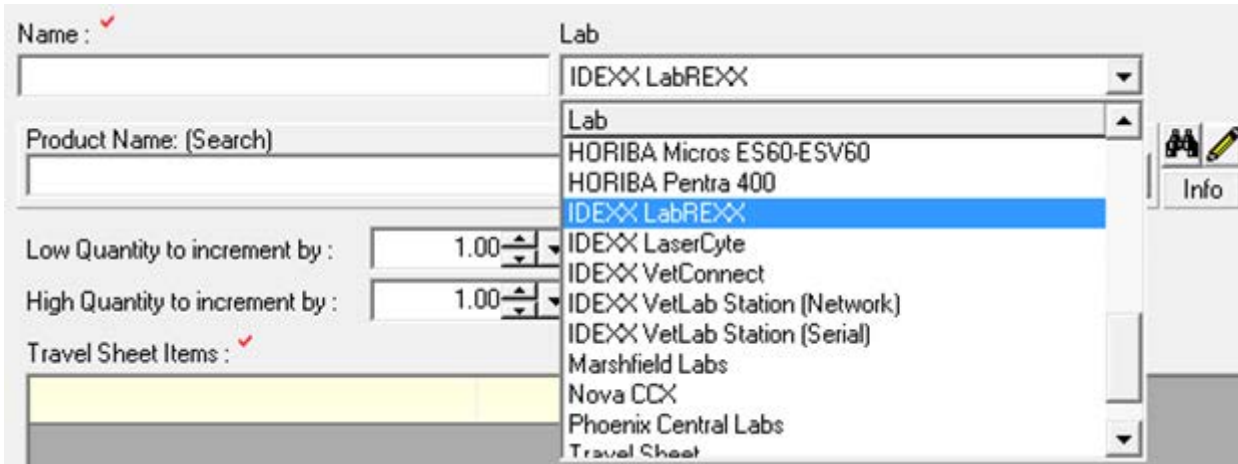 Name :
Lab
IDEXX LabREXX
Product Name: (Search)
Lab
HORIBA Micros ES60-ESV60
HORIBA Pentra 400
IDEXX LabREXX
IDEXX LaserCyte
IDEXX VetConnect
IDEXX VetLab Station (Network)
IDEXX VetLab Station (Serial)
Marshfield Labs
Nova CCX
Phoenix Central Labs
Travel Sheet
Info
Low Quantity to increment by : 1.00
High Quantity to increment by : 1.00
Travel Sheet Items :